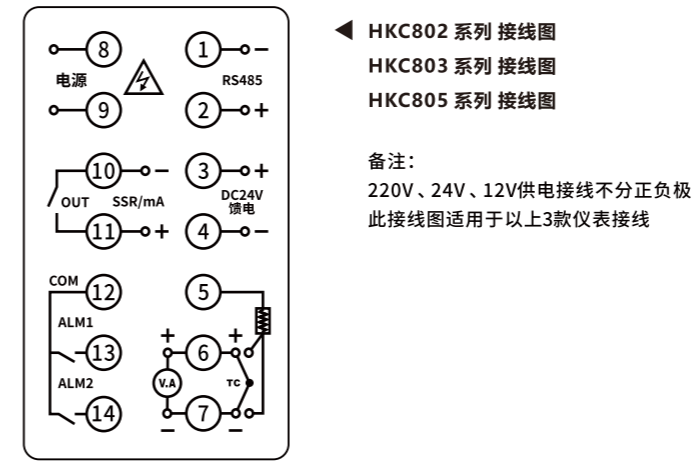 HKC802 系列 接线图
HKC803 系列 接线图
HKC805 系列 接线图
备注：
220V、24V、12V供电接线不分正负极
此接线图适用于以上3款仪表接线
8
1 −
电源
RS485
9
2 +
10 −
3 +
OUT
SSR/mA
DC24V
馈电
11 +
4 −
COM
12
5
ALM1
+
+
13
6
ALM2
V.A
TC
14
7
−
−